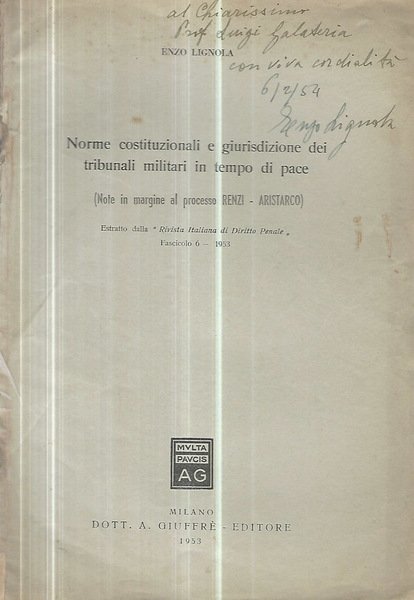 al Chiarissimo
Prof. Luigi Galateria
ENZO LIGNOLA
con viva cordialità
6/2/54
Enzo Lignola
Norme costituzionali e giurisdizione dei
tribunali militari in tempo di pace
(Note in margine al processo RENZI - ARISTARCO)
Estratto dalla " Rivista Italiana di Diritto Penale „
Fascicolo 6 - 1953
MVLTA
PAVCIS
AG
MILANO
DOTT. A. GIUFFRÈ - EDITORE
1953